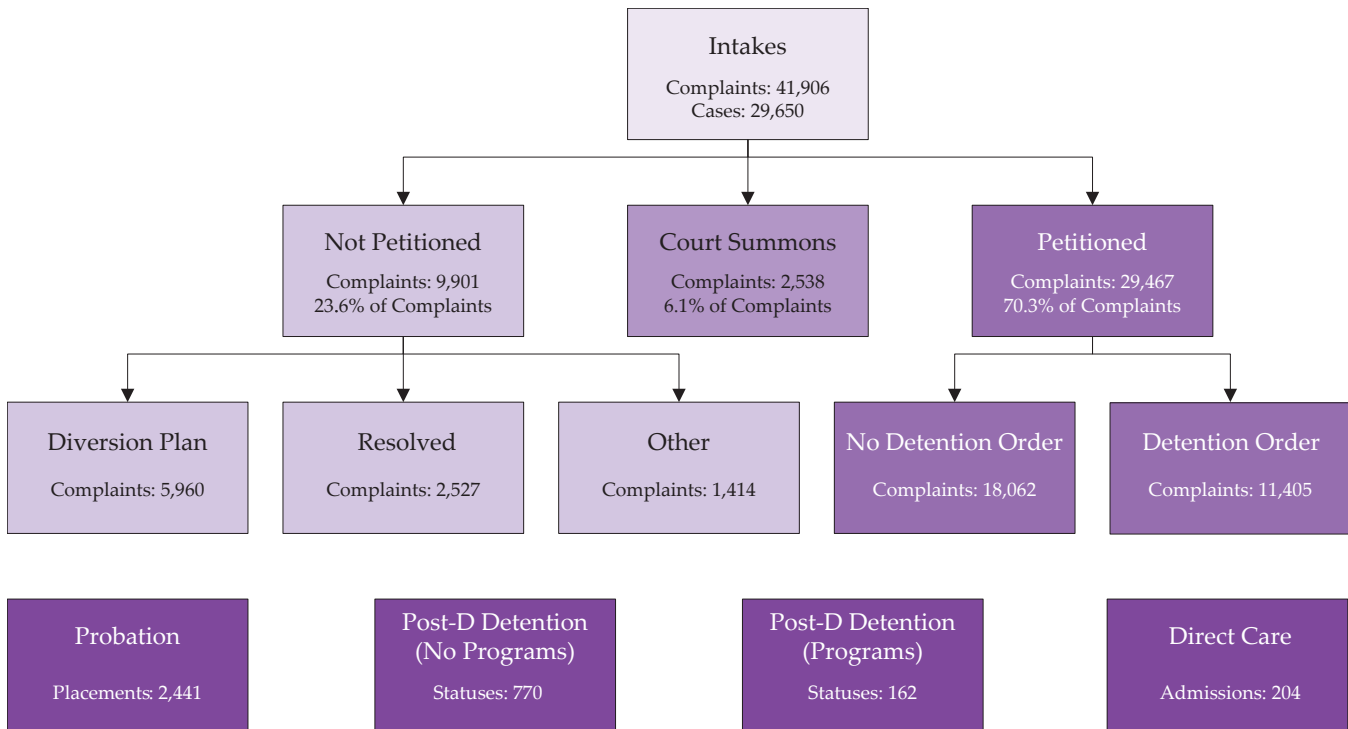 Intakes
Complaints: 41,906
Cases: 29,650
Not Petitioned
Complaints: 9,901
23.6% of Complaints
Court Summons
Complaints: 2,538
6.1% of Complaints
Petitioned
Complaints: 29,467
70.3% of Complaints
Diversion Plan
Complaints: 5,960
Resolved
Complaints: 2,527
Other
Complaints: 1,414
No Detention Order
Complaints: 18,062
Detention Order
Complaints: 11,405
Probation
Placements: 2,441
Post-D Detention
(No Programs)
Statuses: 770
Post-D Detention
(Programs)
Statuses: 162
Direct Care
Admissions: 204